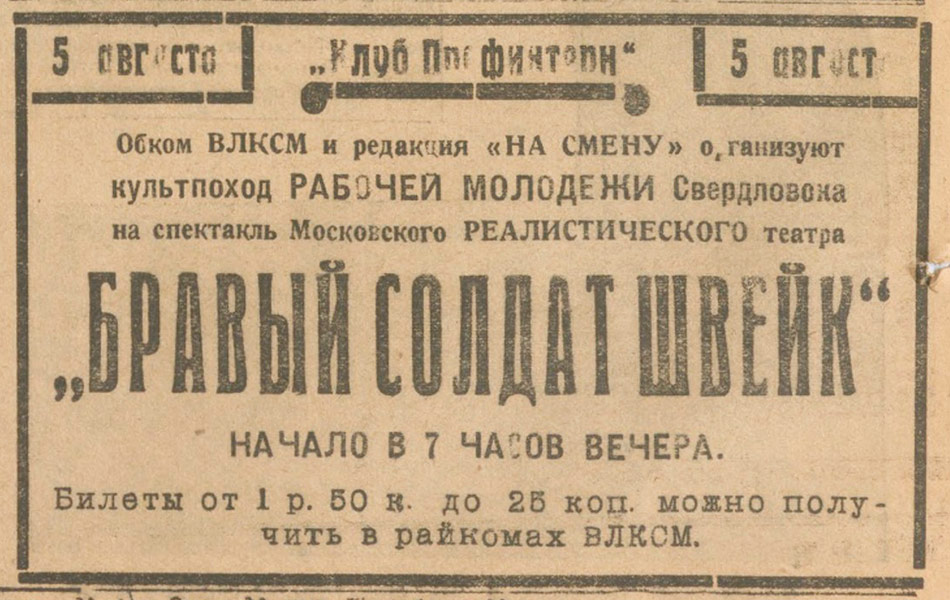 5 августа
„Клуб Профинтерн“
5 август
Обком ВЛКСМ и редакция «НА СМЕНУ» организуют
культпоход РАБОЧЕЙ МОЛОДЕЖИ Свердловска
на спектакль Московского РЕАЛИСТИЧЕСКОГО театра
„БРАВЫЙ СОЛДАТ ШВЕЙК“
НАЧАЛО В 7 ЧАСОВ ВЕЧЕРА.
Билеты от 1 р. 50 к. до 25 коп. можно полу-
чить в райкомах ВЛКСМ.